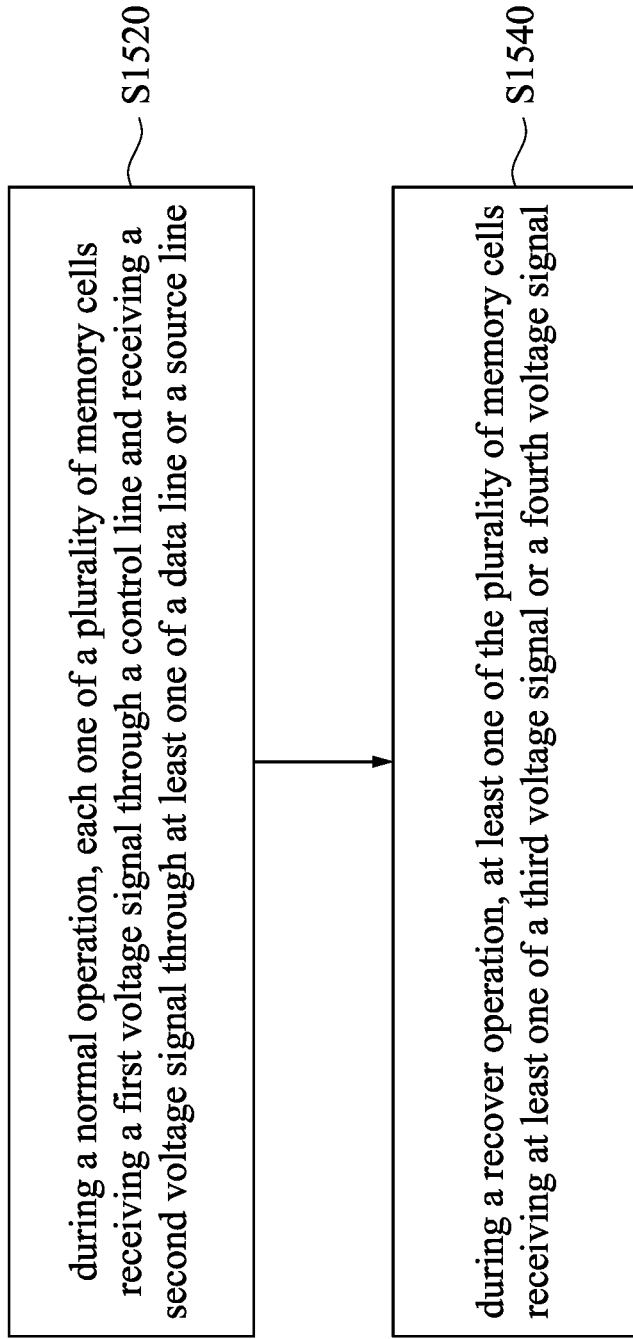 during a normal operation, each one of a plurality of memory cells
receiving a first voltage signal through a control line and receiving a
second voltage signal through at least one of a data line or a source line
S1520
during a recover operation, at least one of the plurality of memory cells
receiving at least one of a third voltage signal or a fourth voltage signal
S1540